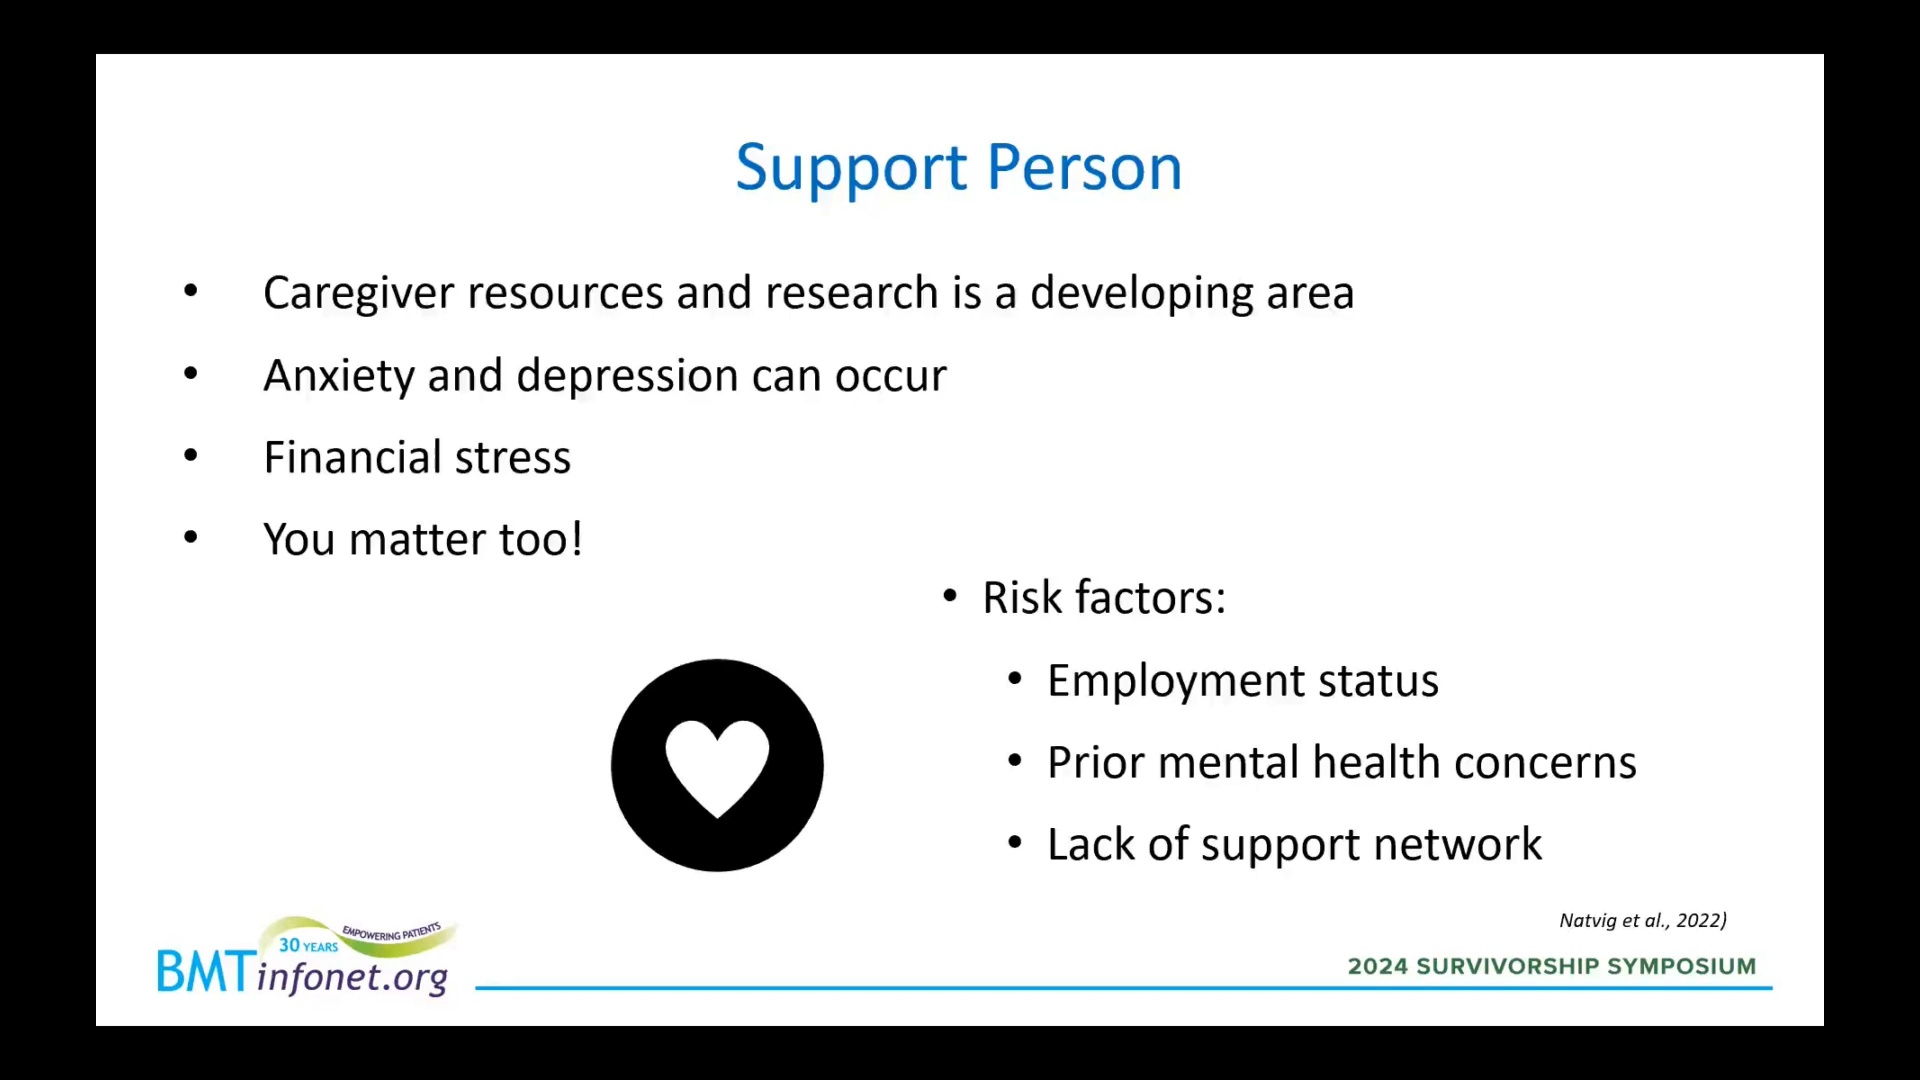 Support Person
• Caregiver resources and research is a developing area
• Anxiety and depression can occur
• Financial stress
• You matter too!
• Risk factors:
• Employment status
• Prior mental health concerns
• Lack of support network
Natvig et al., 2022)
30 YEARS EMPOWERING PATIENTS
BMTinfonet.org
2024 SURVIVORSHIP SYMPOSIUM